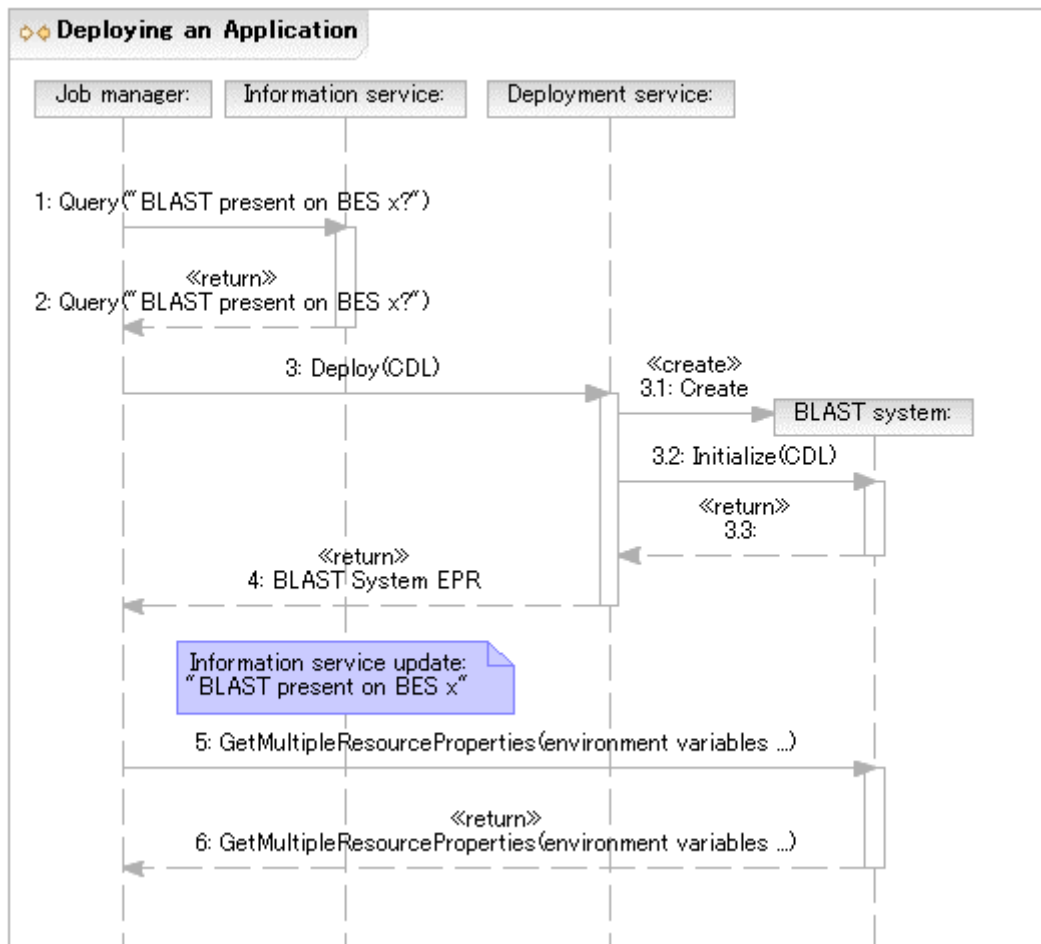 Deploying an Application
Job manager:
Information service:
Deployment service:
1: Query("BLAST present on BES x?")
«return»
2: Query("BLAST present on BES x?")
3: Deploy(CDL)
«create»
3.1: Create
BLAST system:
3.2: Initialize(CDL)
«return»
3.3:
«return»
4: BLAST System EPR
Information service update:
"BLAST present on BES x"
5: GetMultipleResourceProperties(environment variables ...)
«return»
6: GetMultipleResourceProperties(environment variables ...)